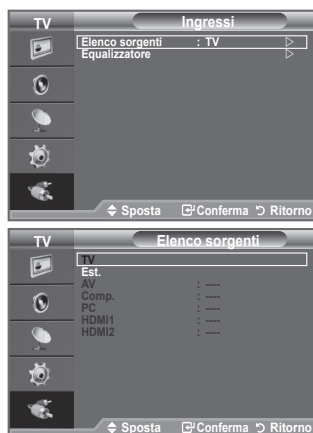 TV Ingressi
Elenco sorgenti : TV
Equalizzatore
Sposta Conferma Ritorno
TV Elenco sorgenti
TV
Est.
AV : ----
Comp. : ----
PC : ----
HDMI1 : ----
HDMI2 : ----
Sposta Conferma Ritorno